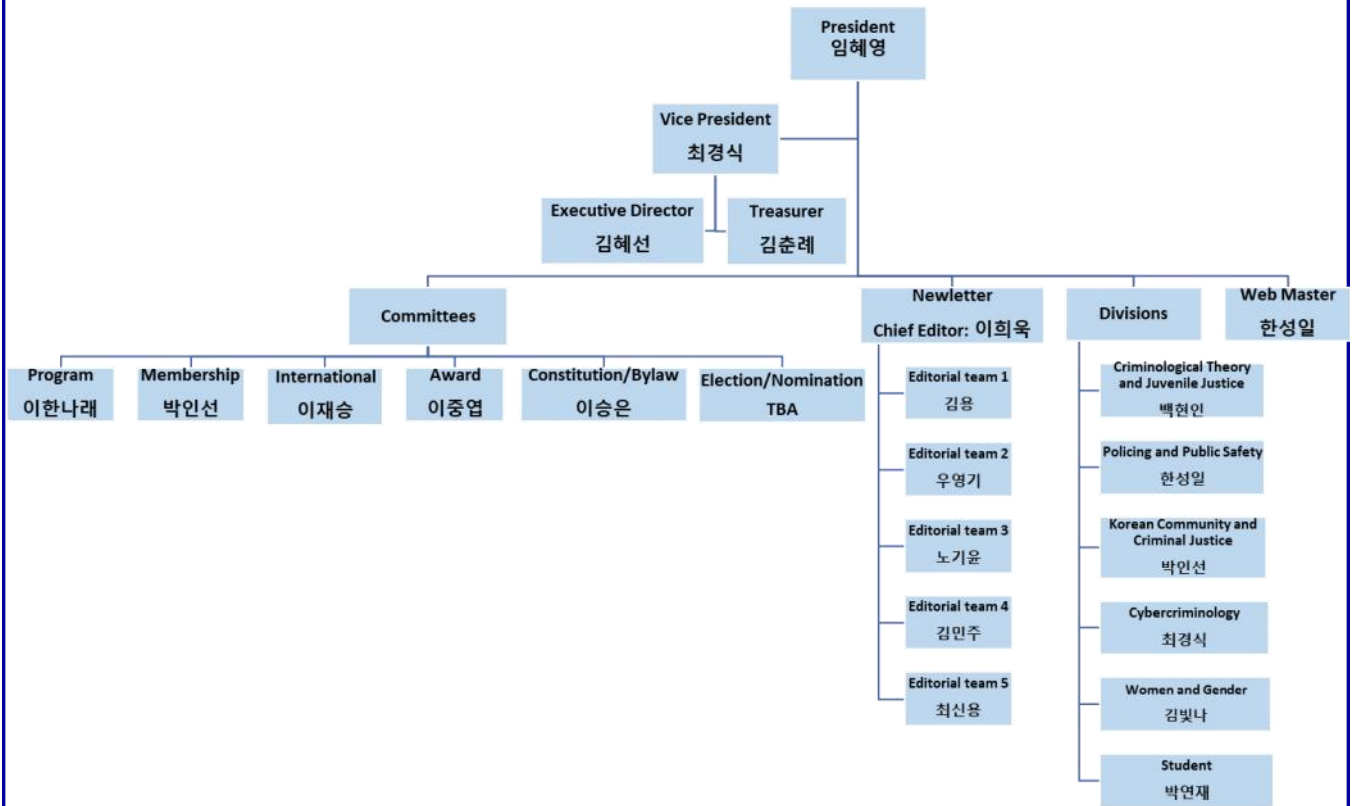 President
임혜영
Vice President
최경식
Executive Director
김혜선
Treasurer
김춘례
Committees
Newletter
Chief Editor: 이희욱
Divisions
Web Master
한성일
Program
이한나래
Membership
박인선
International
이재승
Award
이중엽
Constitution/Bylaw
이승은
Election/Nomination
TBA
Editorial team 1
김용
Editorial team 2
우영기
Editorial team 3
노기윤
Editorial team 4
김민주
Editorial team 5
최신용
Criminological Theory
and Juvenile Justice
백현인
Policing and Public Safety
한성일
Korean Community and
Criminal Justice
박인선
Cybercriminology
최경식
Women and Gender
김빛나
Student
박연재